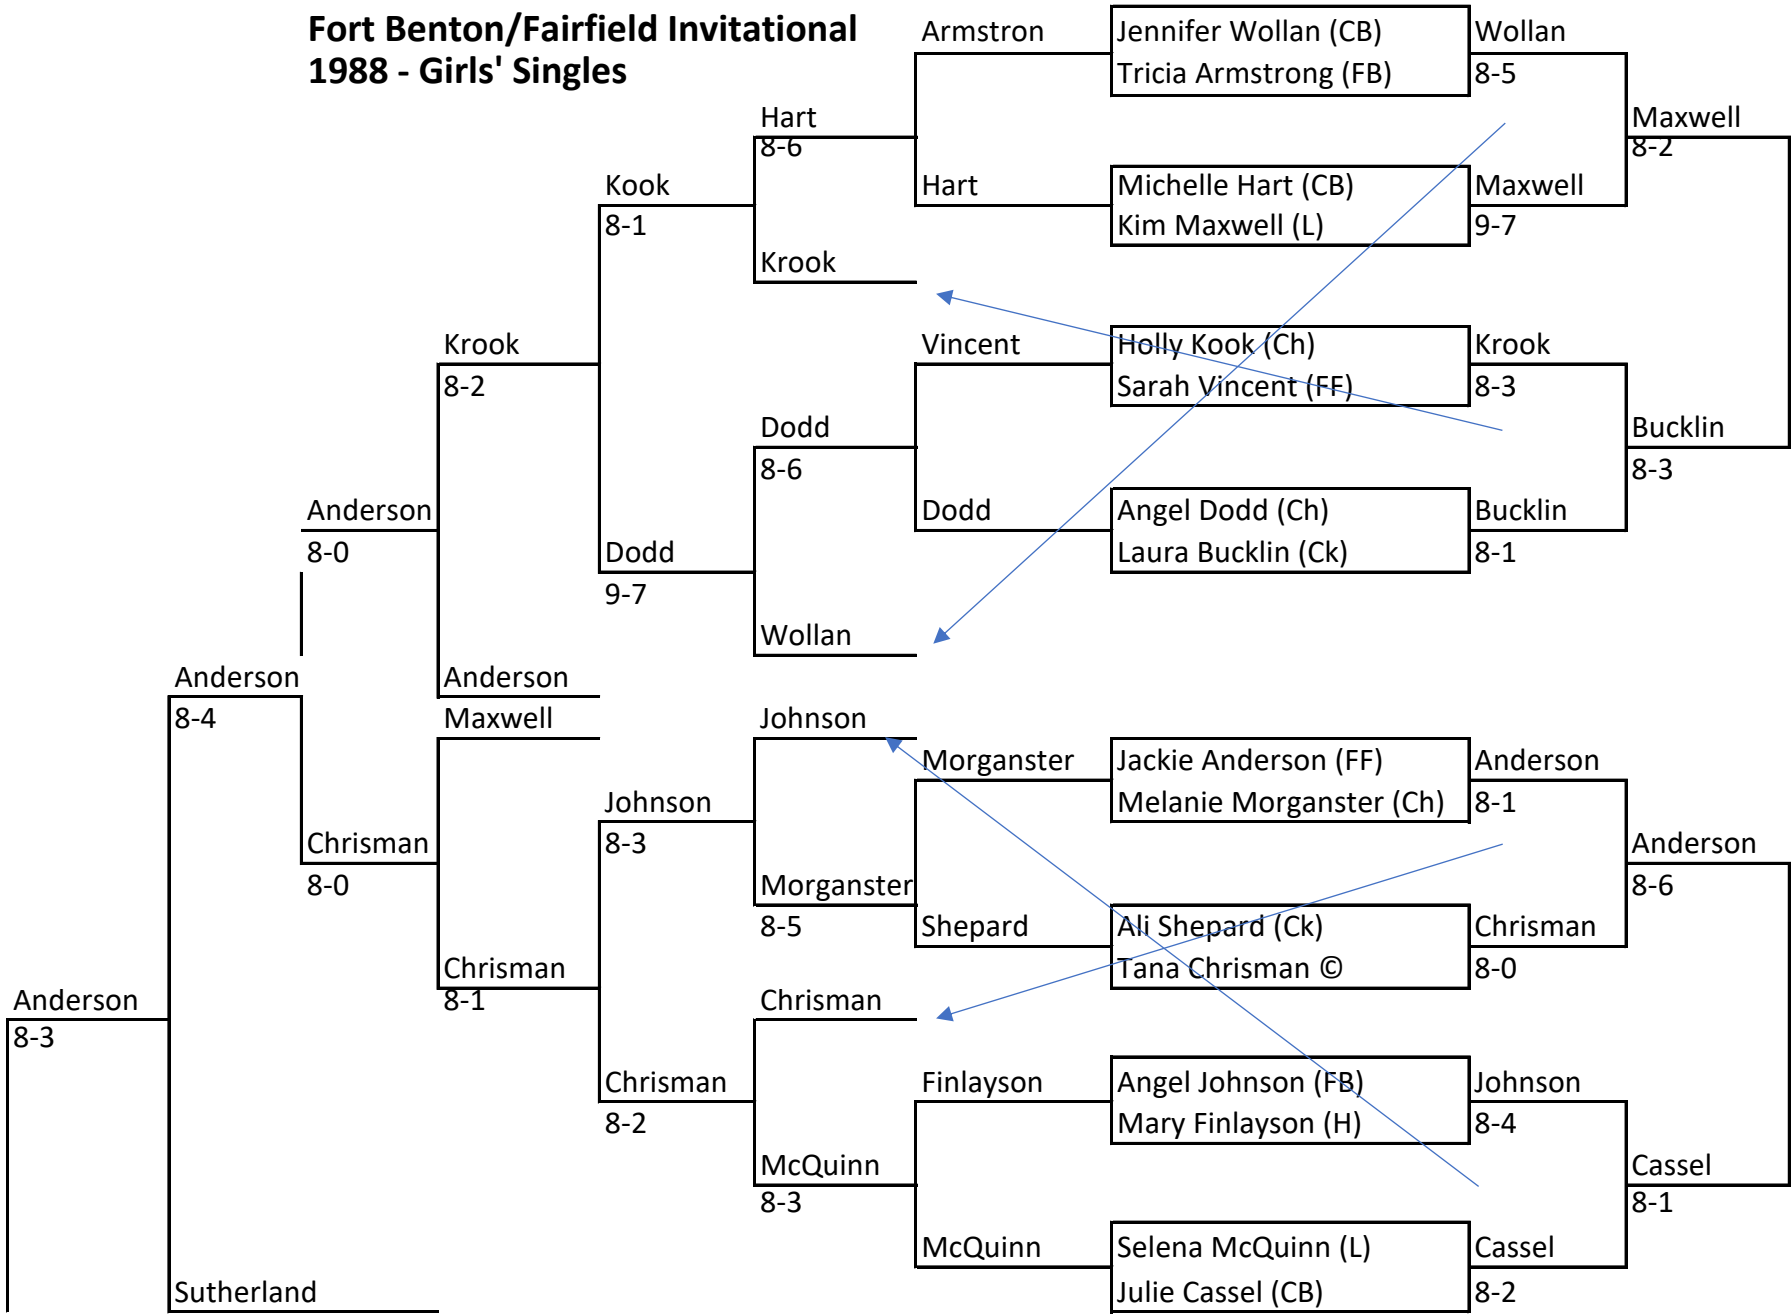 Fort Benton/Fairfield Invitational
1988 - Girls' Singles
Armstron
Jennifer Wollan (CB)
Wollan
Tricia Armstrong (FB)
8-5
Hart
Maxwell
8-6
8-2
Kook
Hart
Michelle Hart (CB)
Maxwell
8-1
Kim Maxwell (L)
9-7
Krook
Krook
Vincent
Holly Kook (Ch)
Krook
8-2
Sarah Vincent (FF)
8-3
Dodd
Bucklin
8-6
8-3
Anderson
Dodd
Angel Dodd (Ch)
Bucklin
8-0
Dodd
Laura Bucklin (Ck)
8-1
9-7
Wollan
Anderson
Anderson
8-4
Maxwell
Johnson
Morganster
Jackie Anderson (FF)
Anderson
Johnson
Melanie Morganster (Ch)
8-1
Chrisman
8-3
Anderson
8-0
Morganster
8-6
8-5
Shepard
Ali Shepard (Ck)
Chrisman
Chrisman
Tana Chrisman ©
8-0
Anderson
8-1
Chrisman
8-3
Chrisman
Finlayson
Angel Johnson (FB)
Johnson
8-2
Mary Finlayson (H)
8-4
McQuinn
Cassel
8-3
8-1
McQuinn
Selena McQuinn (L)
Cassel
Sutherland
Julie Cassel (CB)
8-2